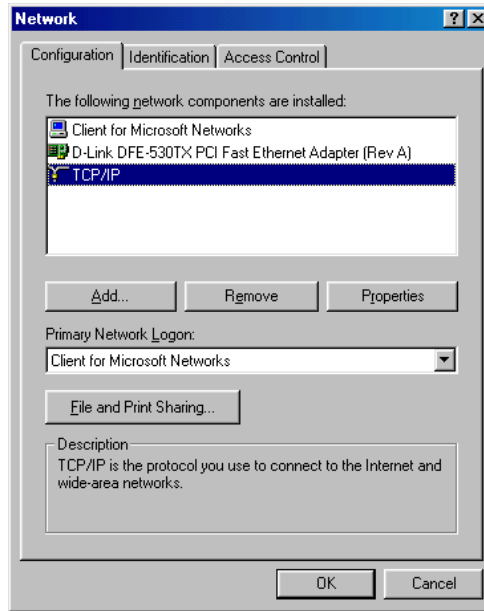 Network
Configuration Identification Access Control
The following network components are installed:
Client for Microsoft Networks
D-Link DFE-530TX PCI Fast Ethernet Adapter (Rev A)
TCP/IP
Add... Remove Properties
Primary Network Logon:
Client for Microsoft Networks
File and Print Sharing...
Description
TCP/IP is the protocol you use to connect to the Internet and
wide-area networks.
OK Cancel